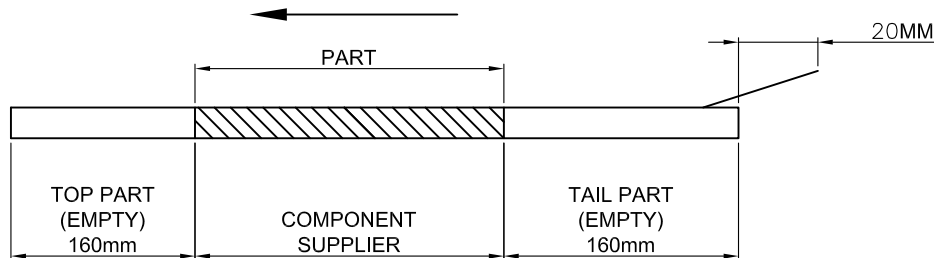 20MM
PART
TOP PART
(EMPTY)
160mm
COMPONENT
SUPPLIER
TAIL PART
(EMPTY)
160mm